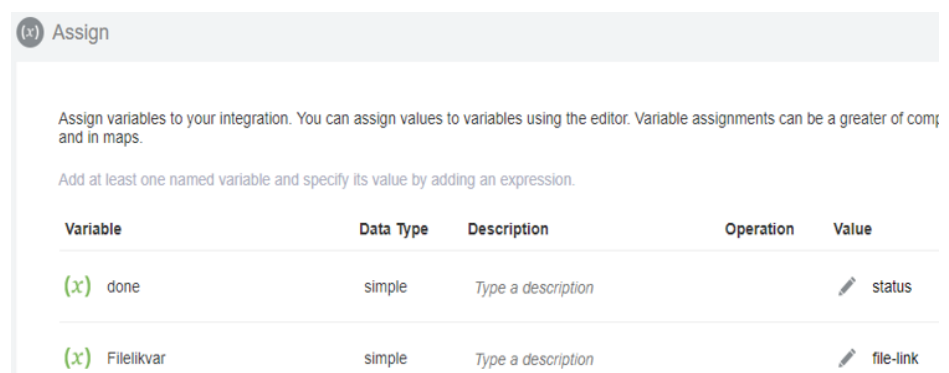 (x) Assign
Assign variables to your integration. You can assign values to variables using the editor. Variable assignments can be a greater of
and in maps.
Add at least one named variable and specify its value by adding an expression.
Variable Data Type Description Operation Value
(x) done simple Type a description status
(x) Filelikvar simple Type a description file-link